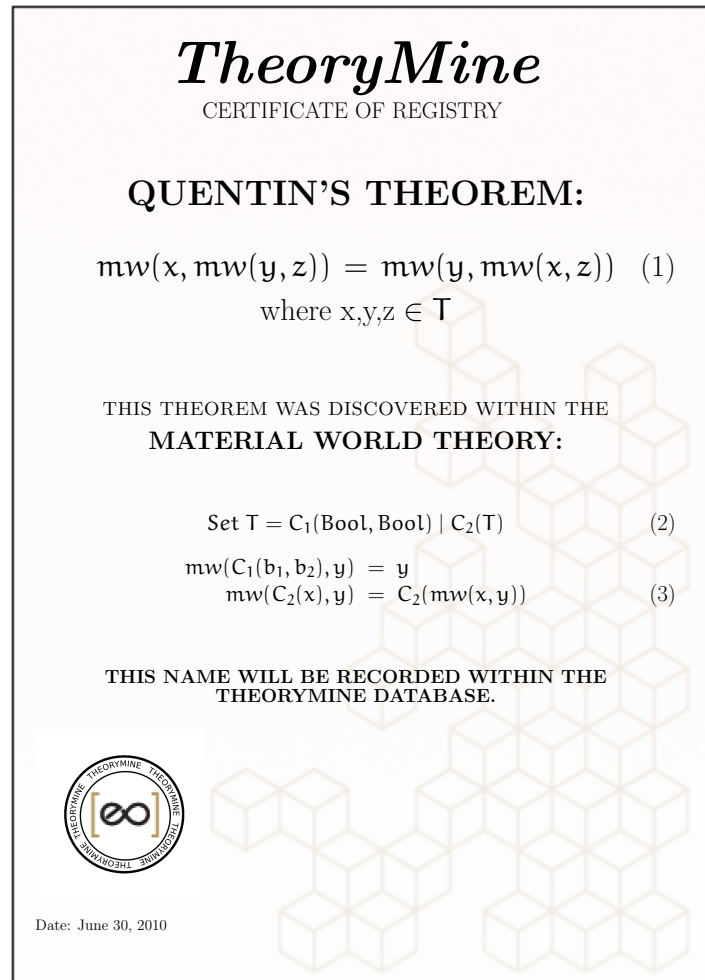 TheoryMine
CERTIFICATE OF REGISTRY
QUENTIN'S THEOREM:
mw(x, mw(y, z)) = mw(y, mw(x, z)) (1)
where x,y,z ∈ T
THIS THEOREM WAS DISCOVERED WITHIN THE
MATERIAL WORLD THEORY:
Set T = C₁(Bool, Bool) | C₂(T) (2)
mw(C₁(b₁, b₂), y) = y
mw(C₂(x), y) = C₂(mw(x, y)) (3)
THIS NAME WILL BE RECORDED WITHIN THE
THEORYMINE DATABASE.
THEORYMINE THEORYMINE THEORYMINE THEORYMINE THEORYMINE THEORYMINE
Date: June 30, 2010